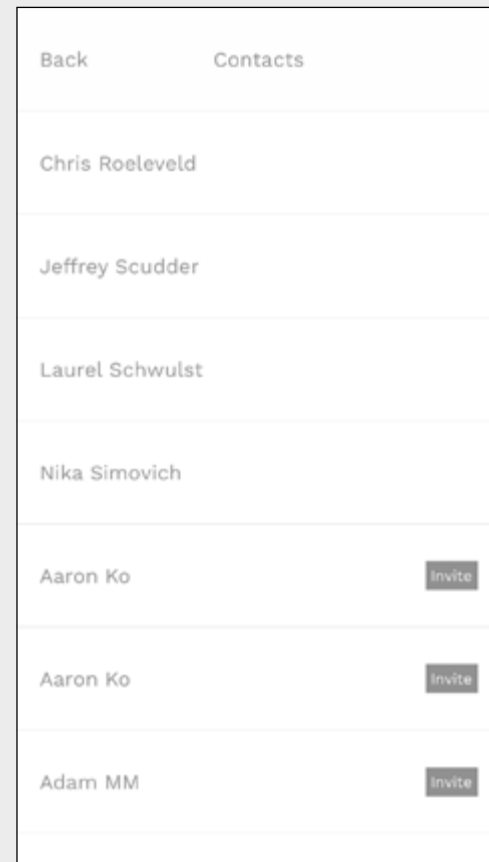 Back Contacts
Chris Roeleveld
Jeffrey Scudder
Laurel Schwulst
Nika Simovich
Aaron Ko Invite
Aaron Ko Invite
Adam MM Invite